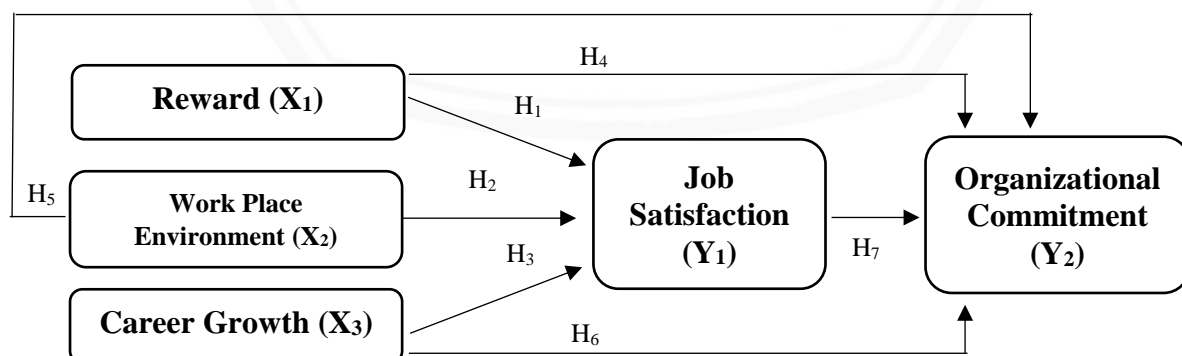 H₄
Reward (X₁)
H₁
H₅
Work Place
Environment (X₂)
H₂
Job
Satisfaction
(Y₁)
Organizational
Commitment
(Y₂)
H₃
H₇
Career Growth (X₃)
H₆